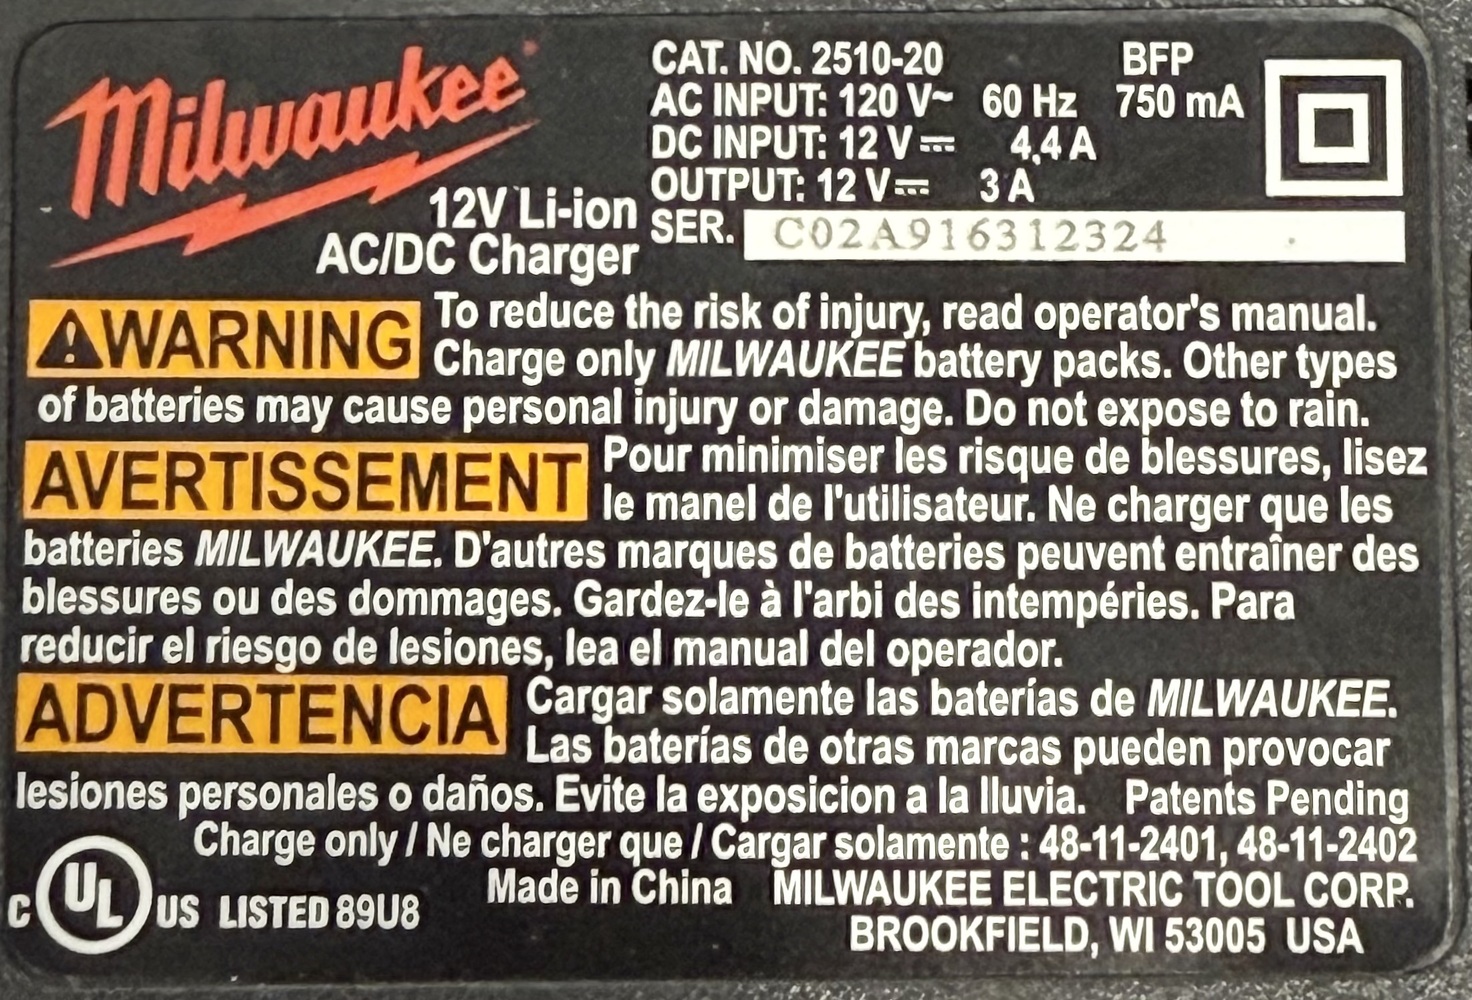 Milwaukee
12V Li-ion
AC/DC Charger
CAT. NO. 2510-20 BFP
AC INPUT: 120 V~ 60 Hz 750 mA
DC INPUT: 12 V⎓ 4.4 A
OUTPUT: 12 V⎓ 3 A
SER. C02A916312324
⚠WARNING To reduce the risk of injury, read operator's manual.
Charge only MILWAUKEE battery packs. Other types
of batteries may cause personal injury or damage. Do not expose to rain.
AVERTISSEMENT Pour minimiser les risque de blessures, lisez
le manel de l'utilisateur. Ne charger que les
batteries MILWAUKEE. D'autres marques de batteries peuvent entraîner des
blessures ou des dommages. Gardez-le à l'arbi des intempéries. Para
reducir el riesgo de lesiones, lea el manual del operador.
ADVERTENCIA Cargar solamente las baterías de MILWAUKEE.
Las baterías de otras marcas pueden provocar
lesiones personales o daños. Evite la exposicion a la lluvia. Patents Pending
Charge only / Ne charger que / Cargar solamente : 48-11-2401, 48-11-2402
Made in China MILWAUKEE ELECTRIC TOOL CORP.
C UL US LISTED 89U8
BROOKFIELD, WI 53005 USA